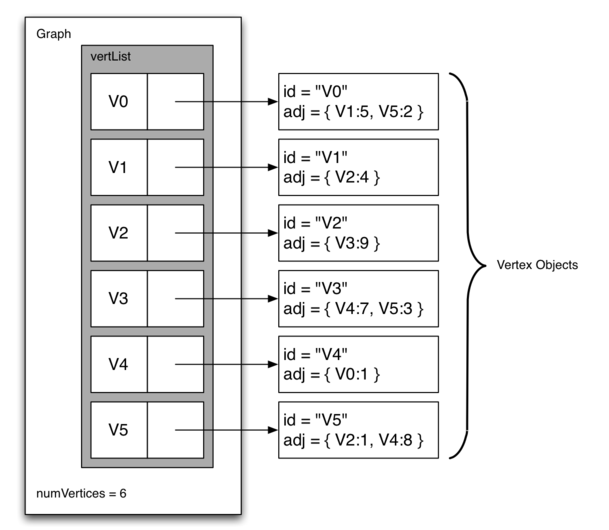 Graph
vertList
V0
id = "V0"
adj = { V1:5, V5:2 }
V1
id = "V1"
adj = { V2:4 }
V2
id = "V2"
adj = { V3:9 }
Vertex Objects
V3
id = "V3"
adj = { V4:7, V5:3 }
V4
id = "V4"
adj = { V0:1 }
V5
id = "V5"
adj = { V2:1, V4:8 }
numVertices = 6